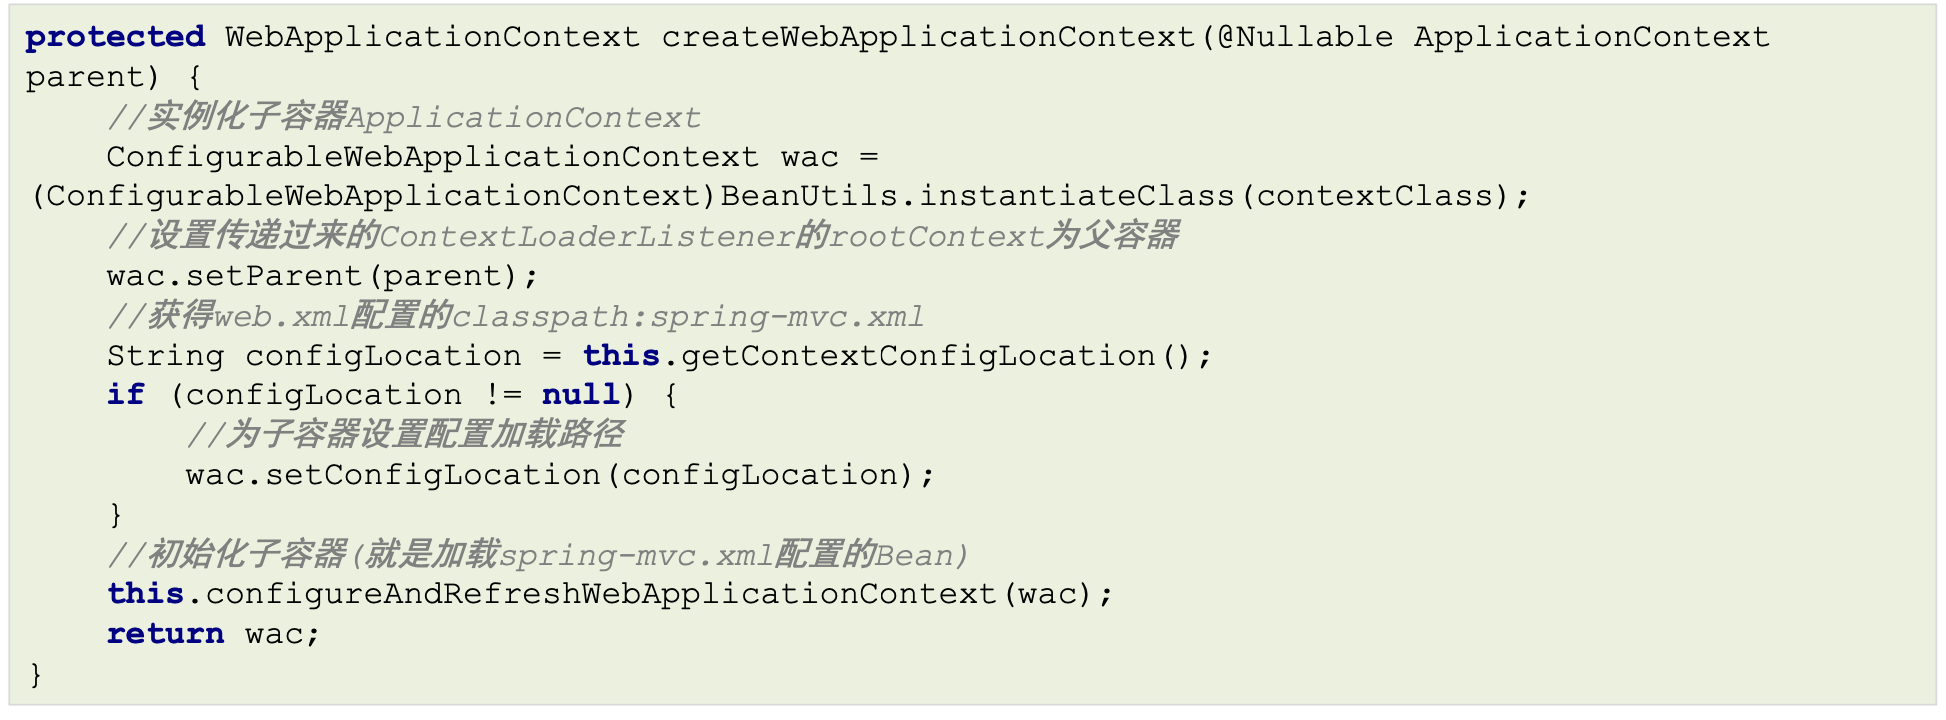 protected WebApplicationContext createWebApplicationContext(@Nullable ApplicationContext
parent) {
    //实例化子容器ApplicationContext
    ConfigurableWebApplicationContext wac =
(ConfigurableWebApplicationContext)BeanUtils.instantiateClass(contextClass);
    //设置传递过来的ContextLoaderListener的rootContext为父容器
    wac.setParent(parent);
    //获得web.xml配置的classpath:spring-mvc.xml
    String configLocation = this.getContextConfigLocation();
    if (configLocation != null) {
        //为子容器设置配置加载路径
        wac.setConfigLocation(configLocation);
    }
    //初始化子容器(就是加载spring-mvc.xml配置的Bean)
    this.configureAndRefreshWebApplicationContext(wac);
    return wac;
}